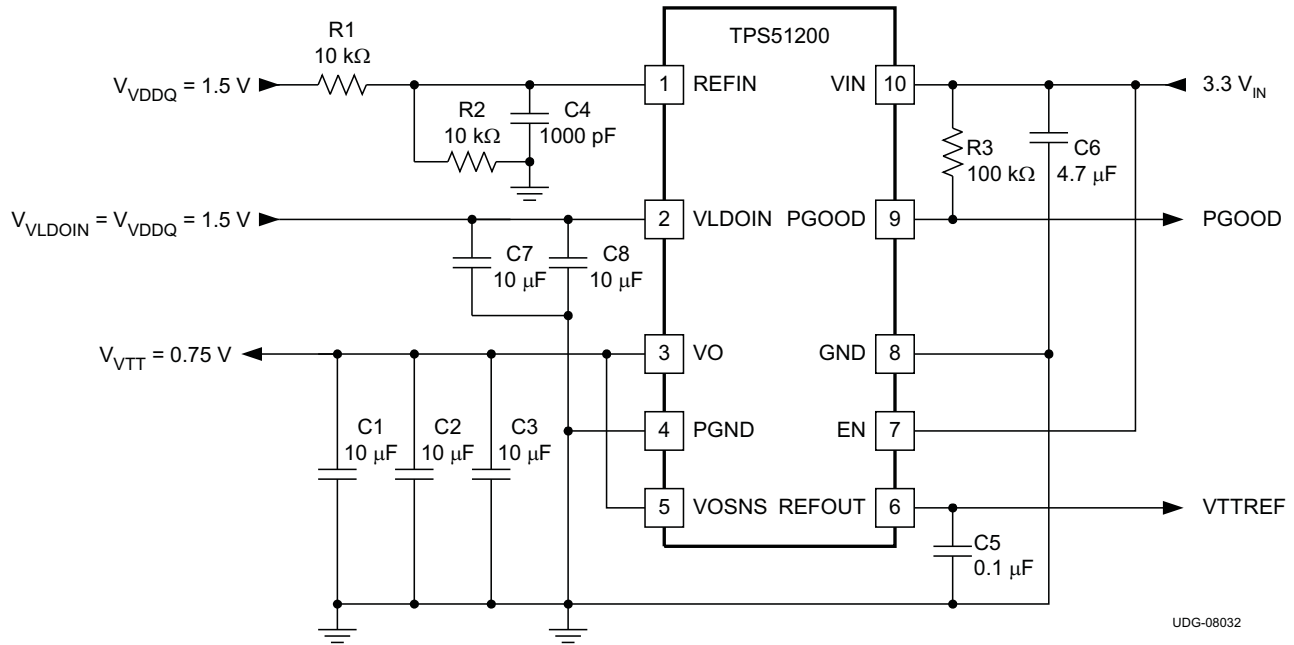 TPS51200
R1
10 kΩ
V_VDDQ = 1.5 V
1 REFIN
VIN 10
3.3 V_IN
R2
10 kΩ
C4
1000 pF
R3
100 kΩ
C6
4.7 μF
V_VLDOIN = V_VDDQ = 1.5 V
2 VLDOIN
PGOOD 9
PGOOD
C7
10 μF
C8
10 μF
V_VTT = 0.75 V
3 VO
GND 8
C1
10 μF
C2
10 μF
C3
10 μF
4 PGND
EN 7
5 VOSNS
REFOUT 6
VTTREF
C5
0.1 μF
UDG-08032